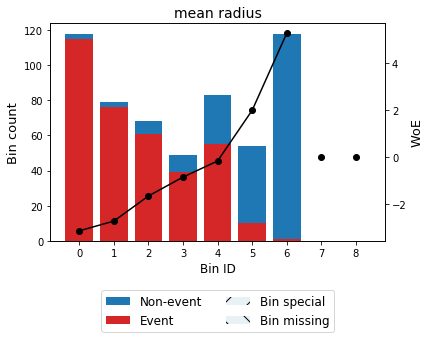 mean radius
120
100
80
60
40
20
0
Bin count
4
2
0
−2
WoE
0 1 2 3 4 5 6 7 8
Bin ID
Non-event
Event
Bin special
Bin missing